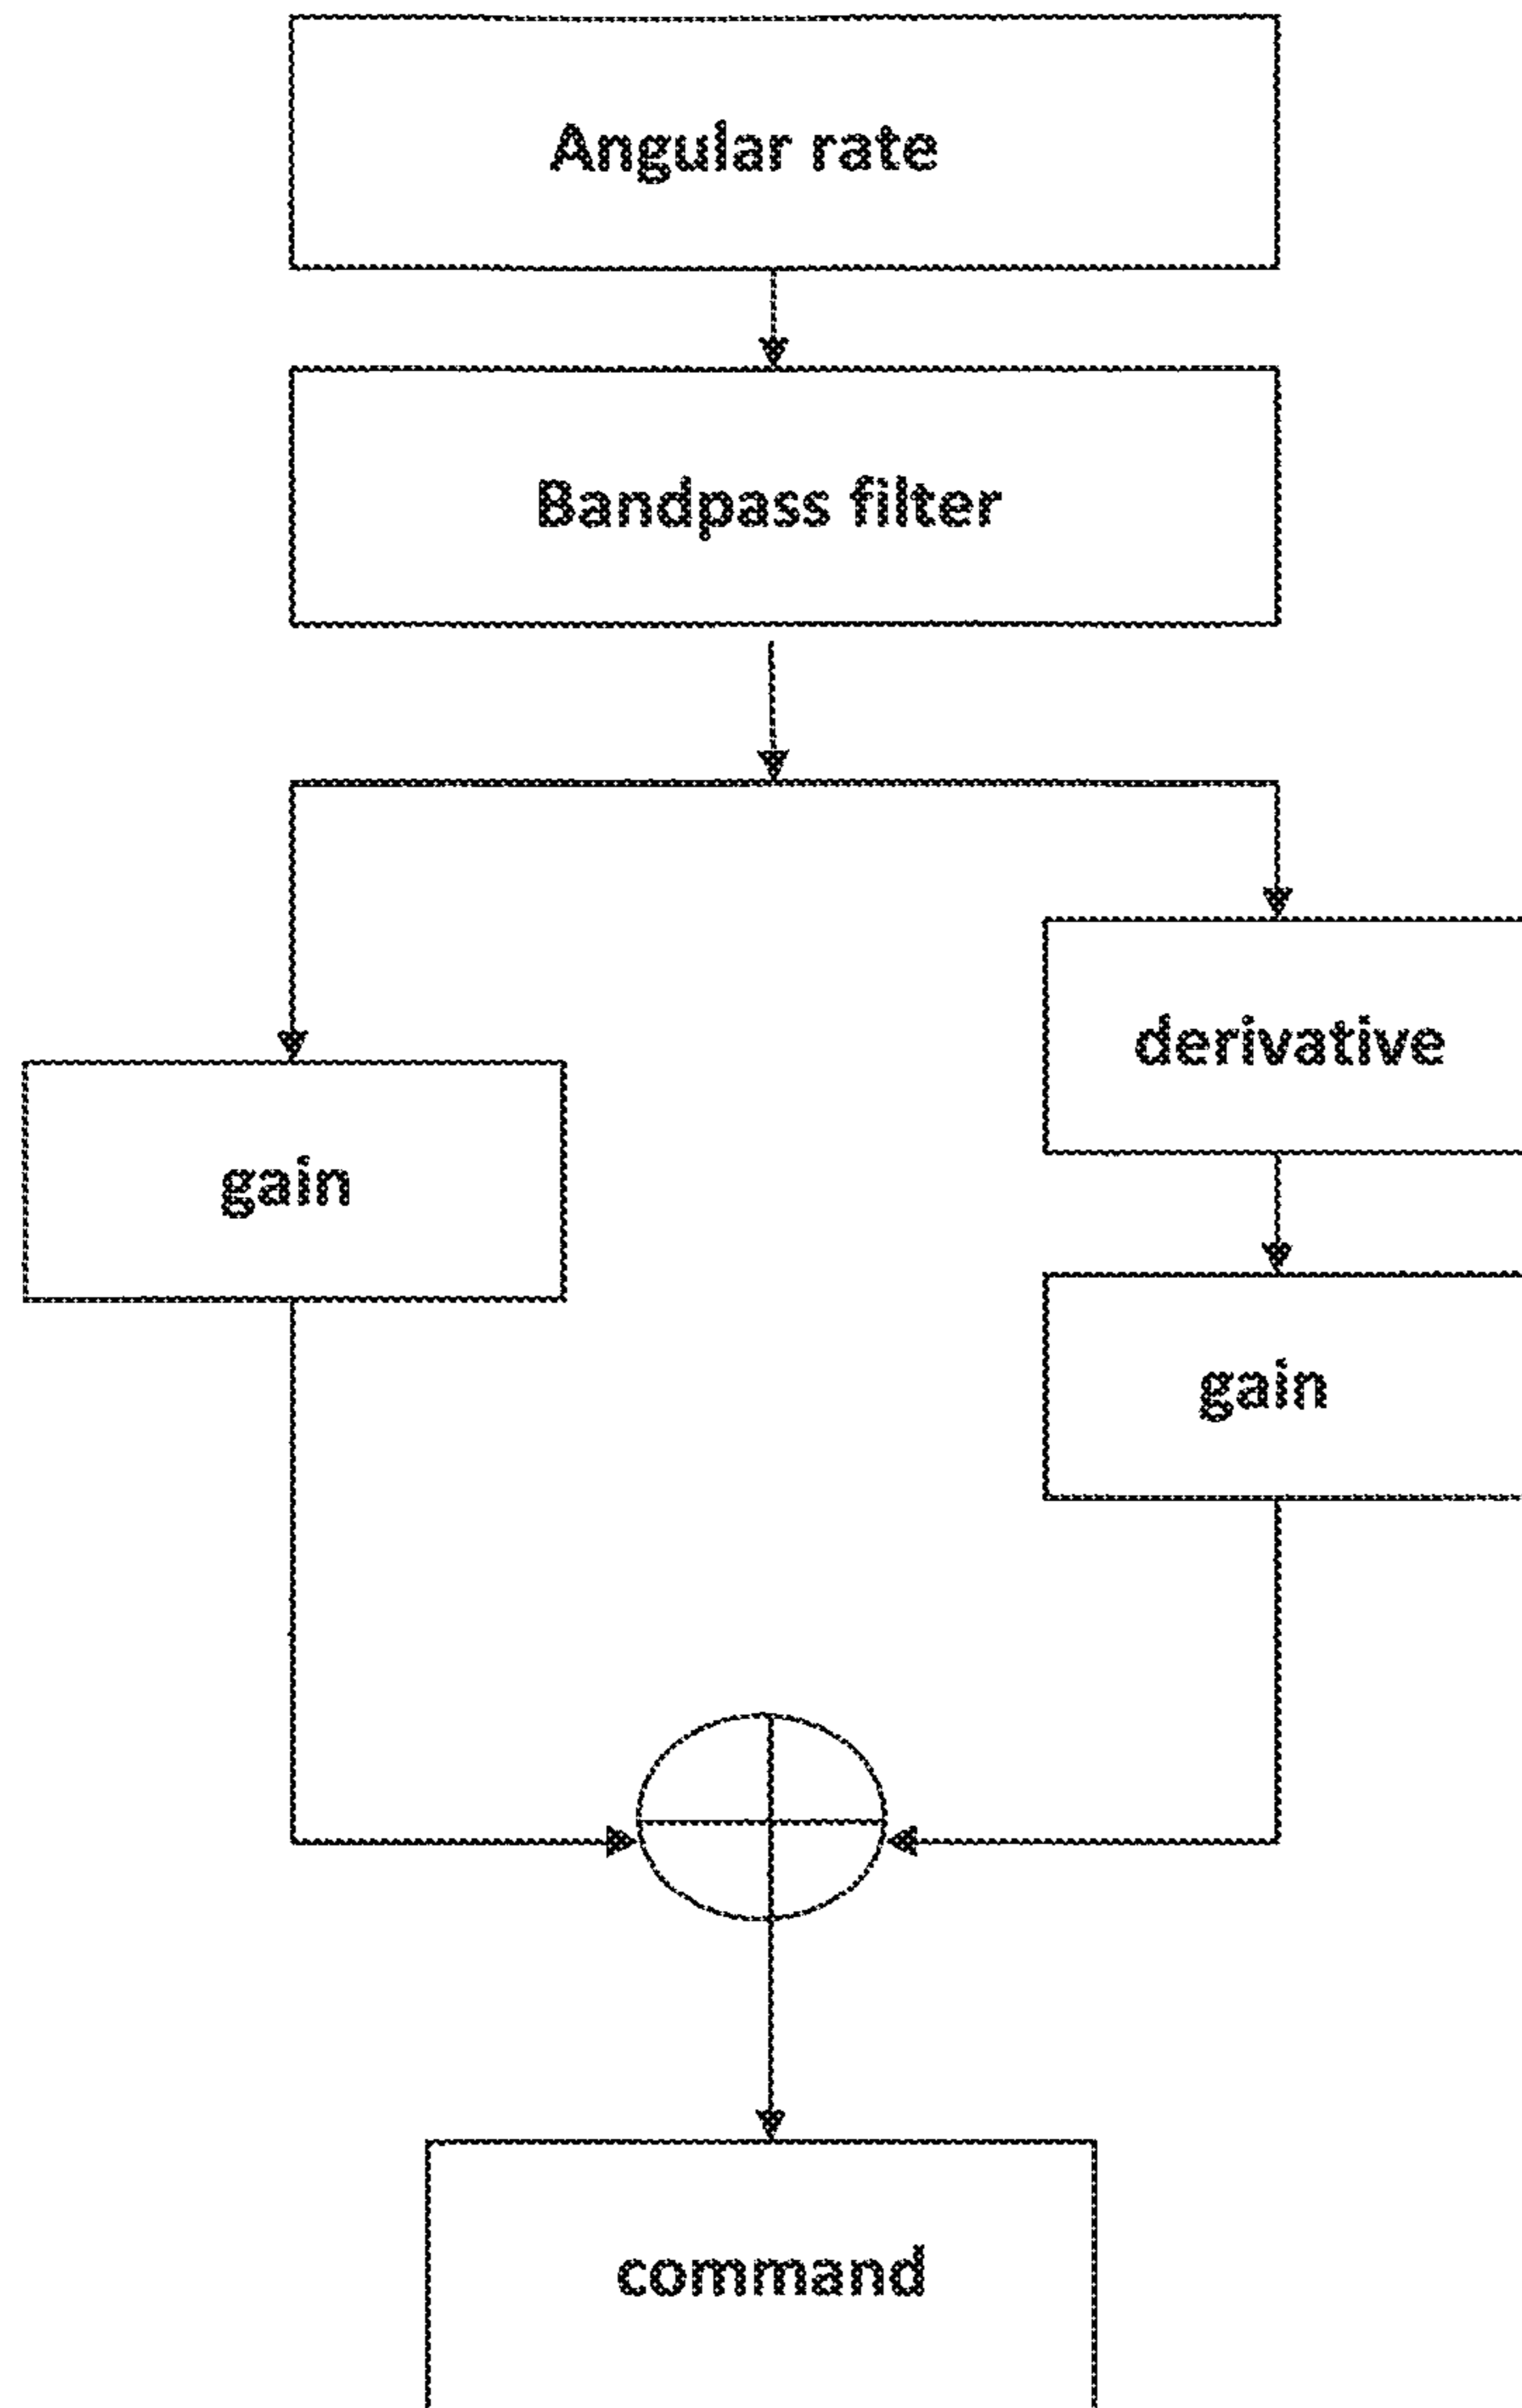 Angular rate
Bandpass filter
derivative
gain
gain
command